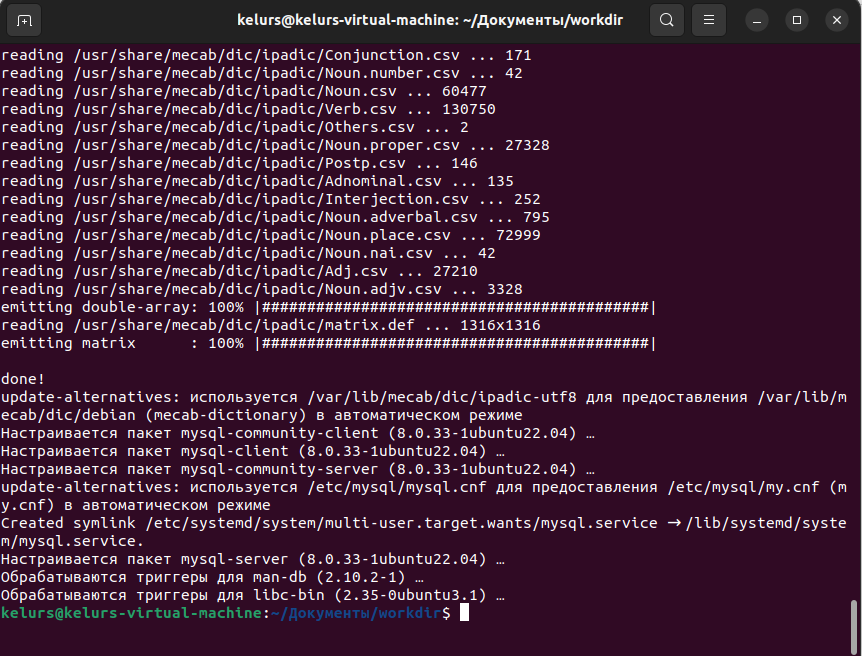 kelurs@kelurs-virtual-machine: ~/Документы/workdir
reading /usr/share/mecab/dic/ipadic/Conjunction.csv ... 171
reading /usr/share/mecab/dic/ipadic/Noun.number.csv ... 42
reading /usr/share/mecab/dic/ipadic/Noun.csv ... 60477
reading /usr/share/mecab/dic/ipadic/Verb.csv ... 130750
reading /usr/share/mecab/dic/ipadic/Others.csv ... 2
reading /usr/share/mecab/dic/ipadic/Noun.proper.csv ... 27328
reading /usr/share/mecab/dic/ipadic/Postp.csv ... 146
reading /usr/share/mecab/dic/ipadic/Adnominal.csv ... 135
reading /usr/share/mecab/dic/ipadic/Interjection.csv ... 252
reading /usr/share/mecab/dic/ipadic/Noun.adverbal.csv ... 795
reading /usr/share/mecab/dic/ipadic/Noun.place.csv ... 72999
reading /usr/share/mecab/dic/ipadic/Noun.nai.csv ... 42
reading /usr/share/mecab/dic/ipadic/Adj.csv ... 27210
reading /usr/share/mecab/dic/ipadic/Noun.adjv.csv ... 3328
emitting double-array: 100% |###########################################|
reading /usr/share/mecab/dic/ipadic/matrix.def ... 1316x1316
emitting matrix      : 100% |###########################################|
done!
update-alternatives: используется /var/lib/mecab/dic/ipadic-utf8 для предоставления /var/lib/m
ecab/dic/debian (mecab-dictionary) в автоматическом режиме
Настраивается пакет mysql-community-client (8.0.33-1ubuntu22.04) …
Настраивается пакет mysql-client (8.0.33-1ubuntu22.04) …
Настраивается пакет mysql-community-server (8.0.33-1ubuntu22.04) …
update-alternatives: используется /etc/mysql/mysql.cnf для предоставления /etc/mysql/my.cnf (m
y.cnf) в автоматическом режиме
Created symlink /etc/systemd/system/multi-user.target.wants/mysql.service → /lib/systemd/syste
m/mysql.service.
Настраивается пакет mysql-server (8.0.33-1ubuntu22.04) …
Обрабатываются триггеры для man-db (2.10.2-1) …
Обрабатываются триггеры для libc-bin (2.35-0ubuntu3.1) …
kelurs@kelurs-virtual-machine:~/Документы/workdir$